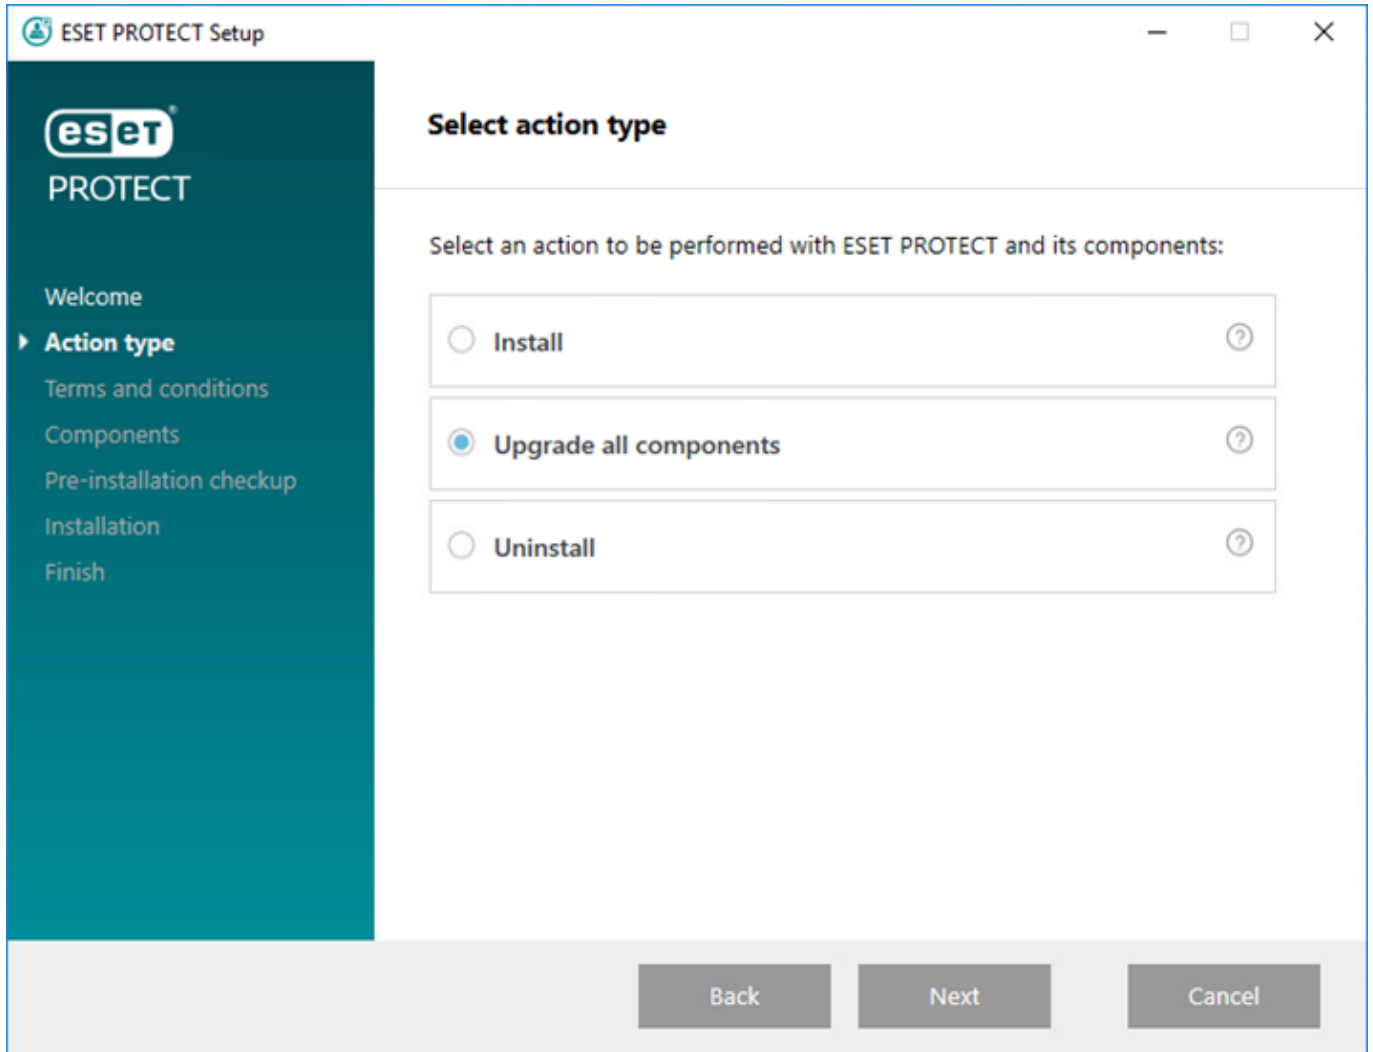 ESET PROTECT Setup
eset®
PROTECT
Welcome
Action type
Terms and conditions
Components
Pre-installation checkup
Installation
Finish
Select action type
Select an action to be performed with ESET PROTECT and its components:
Install ?
Upgrade all components ?
Uninstall ?
Back Next Cancel